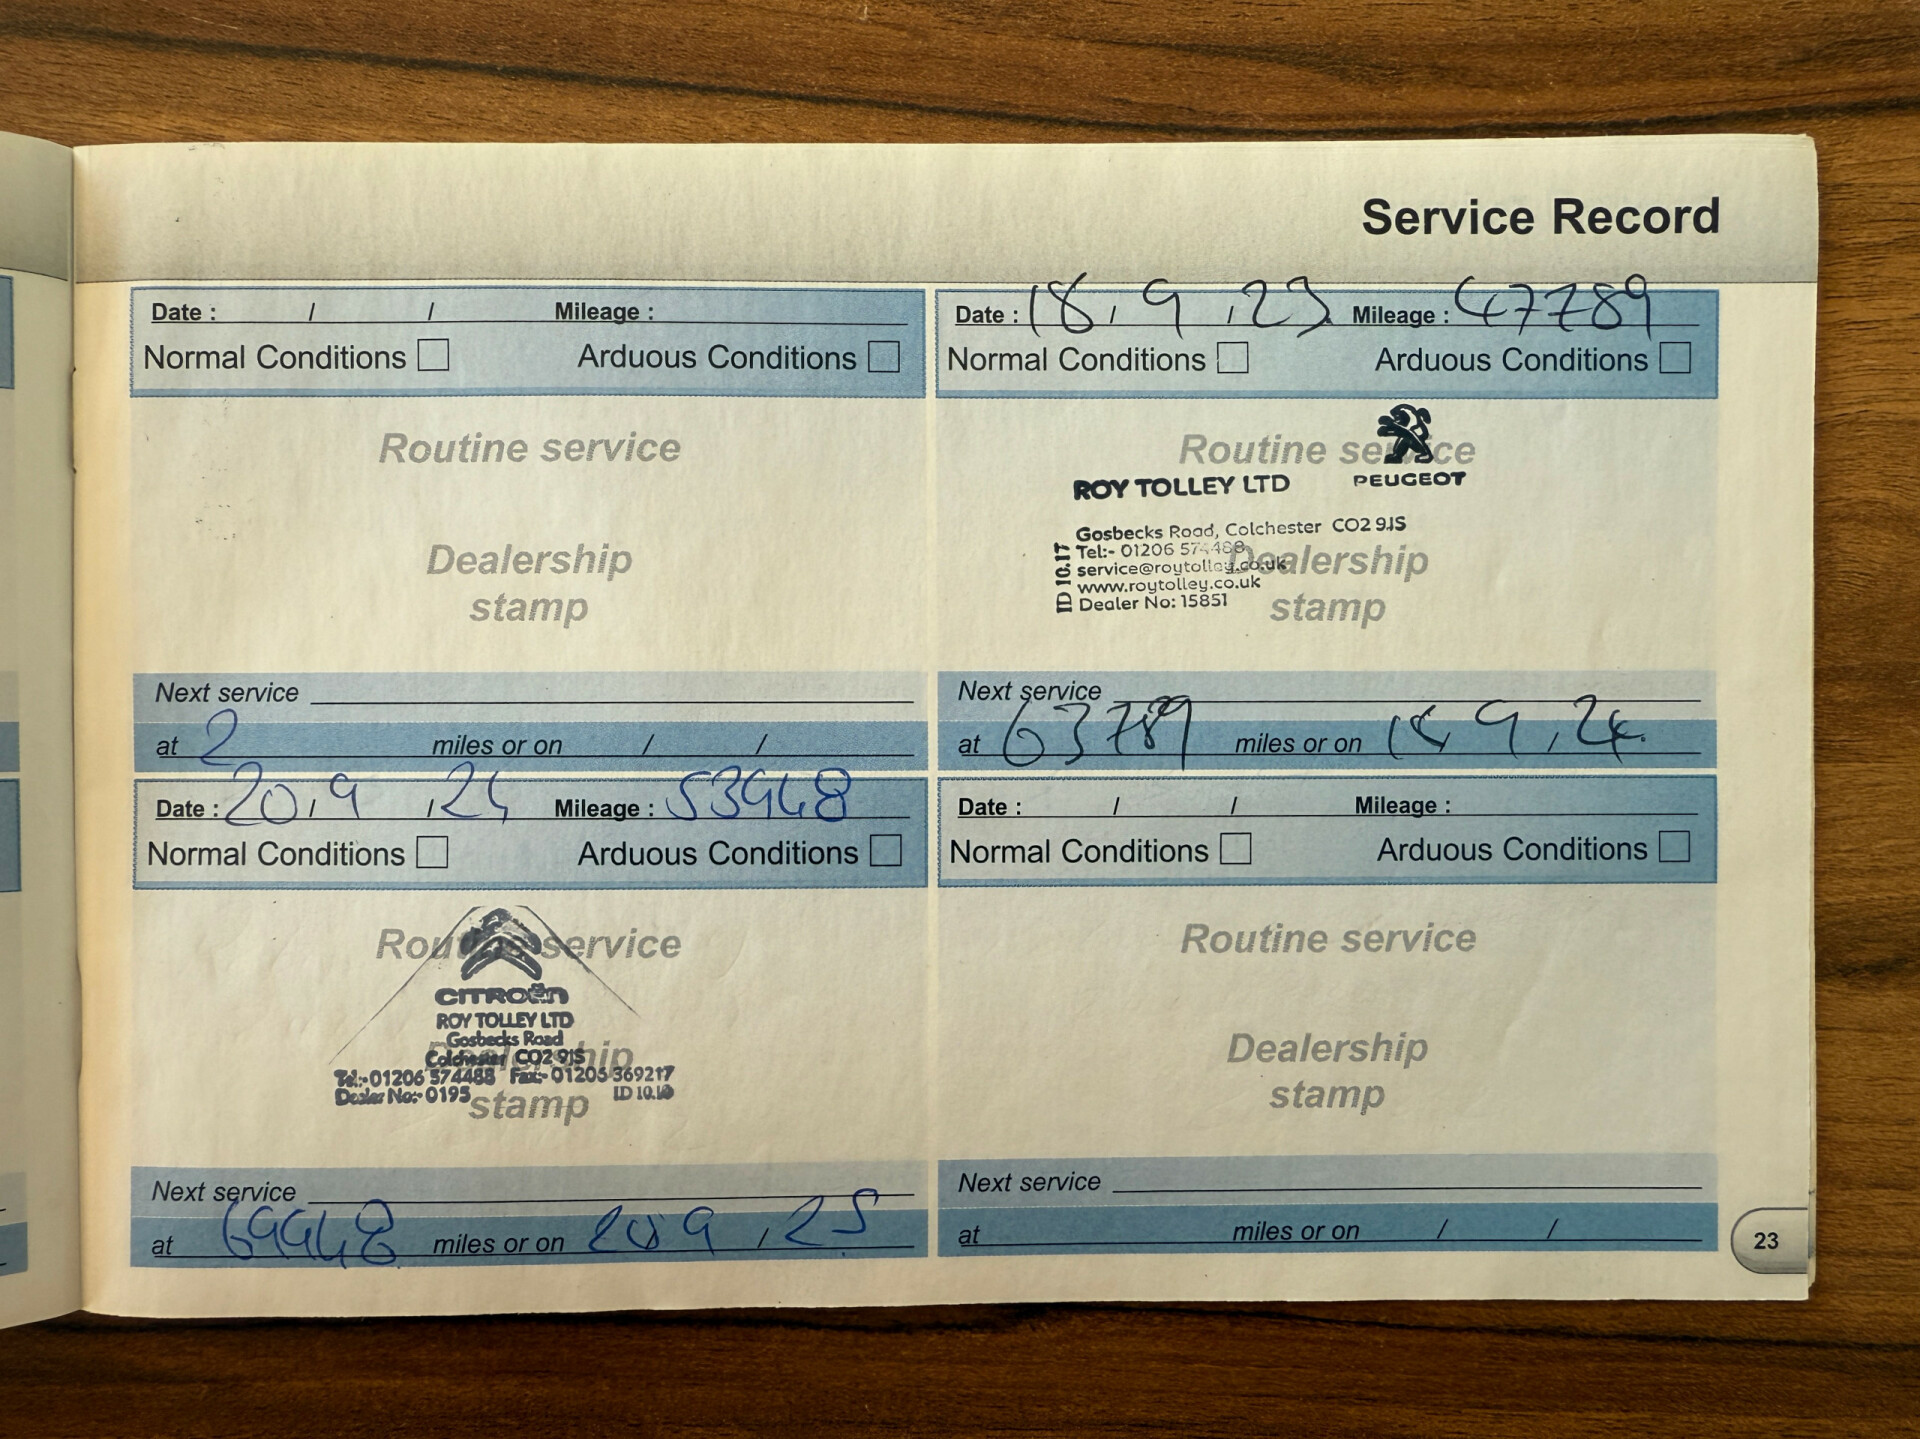 Service Record
Date : / / Mileage :
Normal Conditions Arduous Conditions
Routine service
Dealership
stamp
Next service
at 2 miles or on / /
Date : 18 / 9 / 23 Mileage : 47789
Normal Conditions Arduous Conditions
Routine service
PEUGEOT
ROY TOLLEY LTD
Gosbecks Road, Colchester CO2 9JS
Tel:- 01206 574488
service@roytolley.co.uk
www.roytolley.co.uk
Dealer No: 15851
ID 10.17
Dealership
stamp
Next service
at 63789 miles or on 18 / 9 / 24
Date : 20 / 9 / 24 Mileage : 53948
Normal Conditions Arduous Conditions
Routine service
CITROËN
ROY TOLLEY LTD
Gosbecks Road
Colchester CO2 9JS
Tel:- 01206 574488 Fax:- 01206 369217
Dealer No:- 0195 ID 10.10
Dealership
stamp
Next service
at 69948 miles or on 20 / 9 / 25
Date : / / Mileage :
Normal Conditions Arduous Conditions
Routine service
Dealership
stamp
Next service
at miles or on / /
23